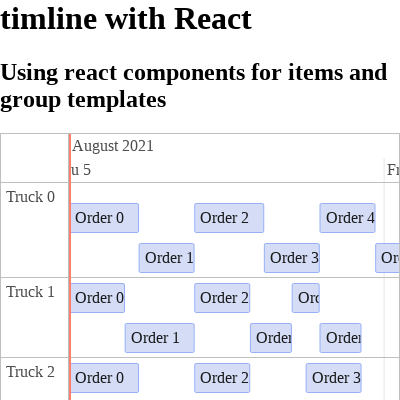 timline with React
Using react components for items and
group templates
August 2021
u 5
Fr
Truck 0
Order 0
Order 2
Order 4
Order 1
Order 3
Or
Truck 1
Order 0
Order 2
Orc
Order 1
Order
Order
Truck 2
Order 0
Order 2
Order 3